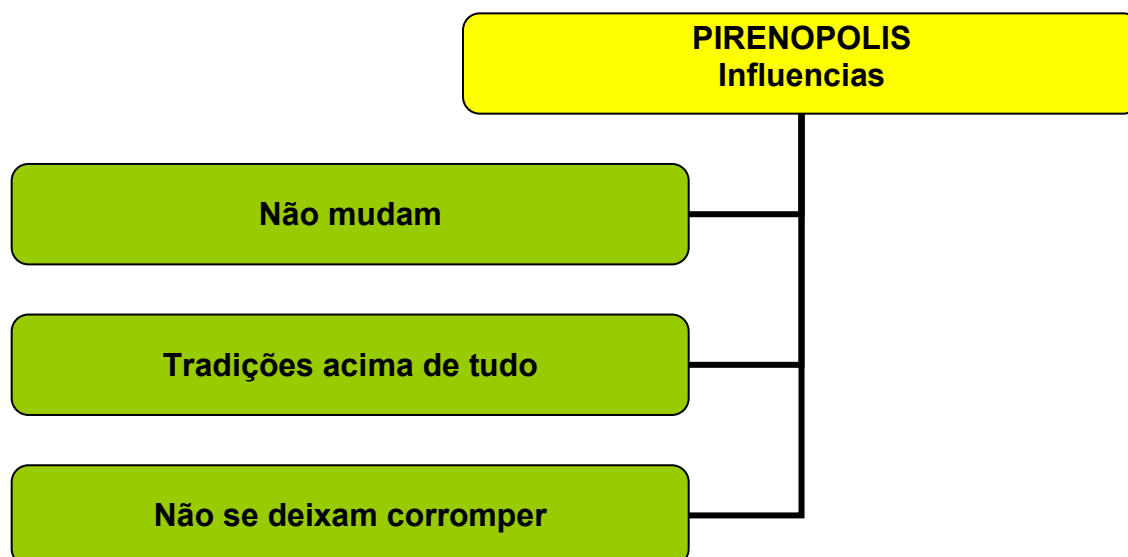 PIRENOPOLIS
Influencias
Não mudam
Tradições acima de tudo
Não se deixam corromper